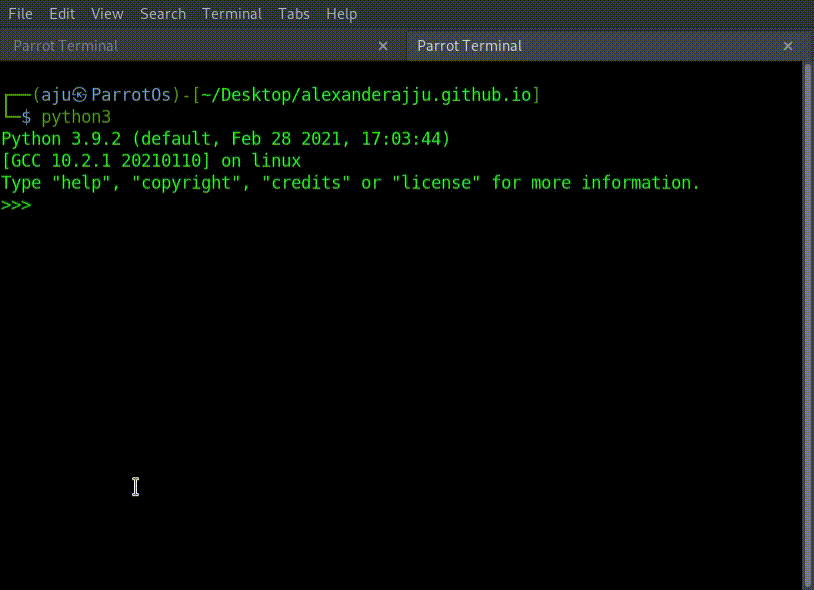 File Edit View Search Terminal Tabs Help
Parrot Terminal × Parrot Terminal ×
┌──(aju㉿ParrotOs)-[~/Desktop/alexanderajju.github.io]
└─$ python3
Python 3.9.2 (default, Feb 28 2021, 17:03:44)
[GCC 10.2.1 20210110] on linux
Type "help", "copyright", "credits" or "license" for more information.
>>>